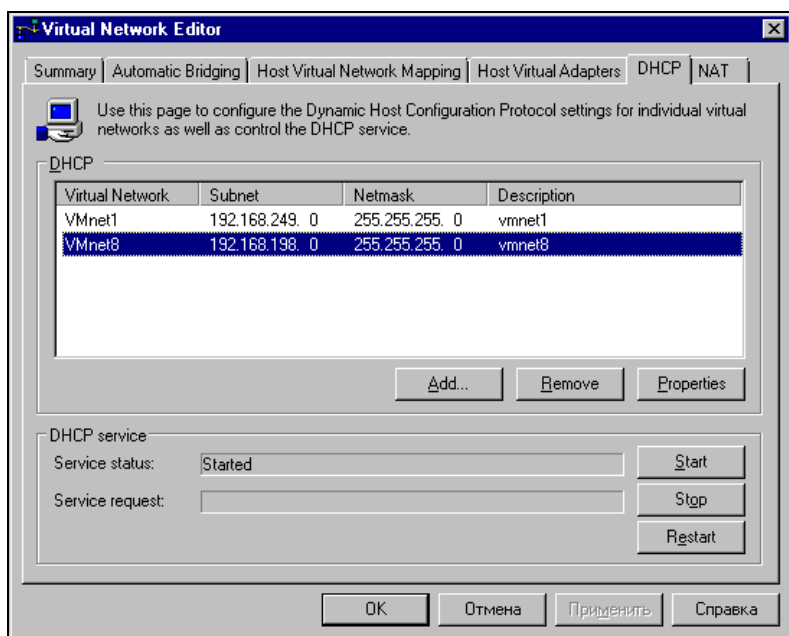 Virtual Network Editor
Summary Automatic Bridging Host Virtual Network Mapping Host Virtual Adapters DHCP NAT
Use this page to configure the Dynamic Host Configuration Protocol settings for individual virtual
networks as well as control the DHCP service.
DHCP
Virtual Network Subnet Netmask Description
VMnet1 192.168.249. 0 255.255.255. 0 vmnet1
VMnet8 192.168.198. 0 255.255.255. 0 vmnet8
Add... Remove Properties
DHCP service
Service status: Started Start
Service request: Stop
Restart
OK Отмена Применить Справка